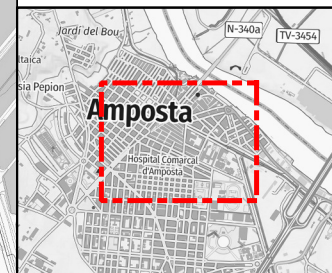 Jardí del Bou
N-340a
TV-3454
ltaica
sia Pepion
Amposta
Hospital Comarcal
d'Amposta